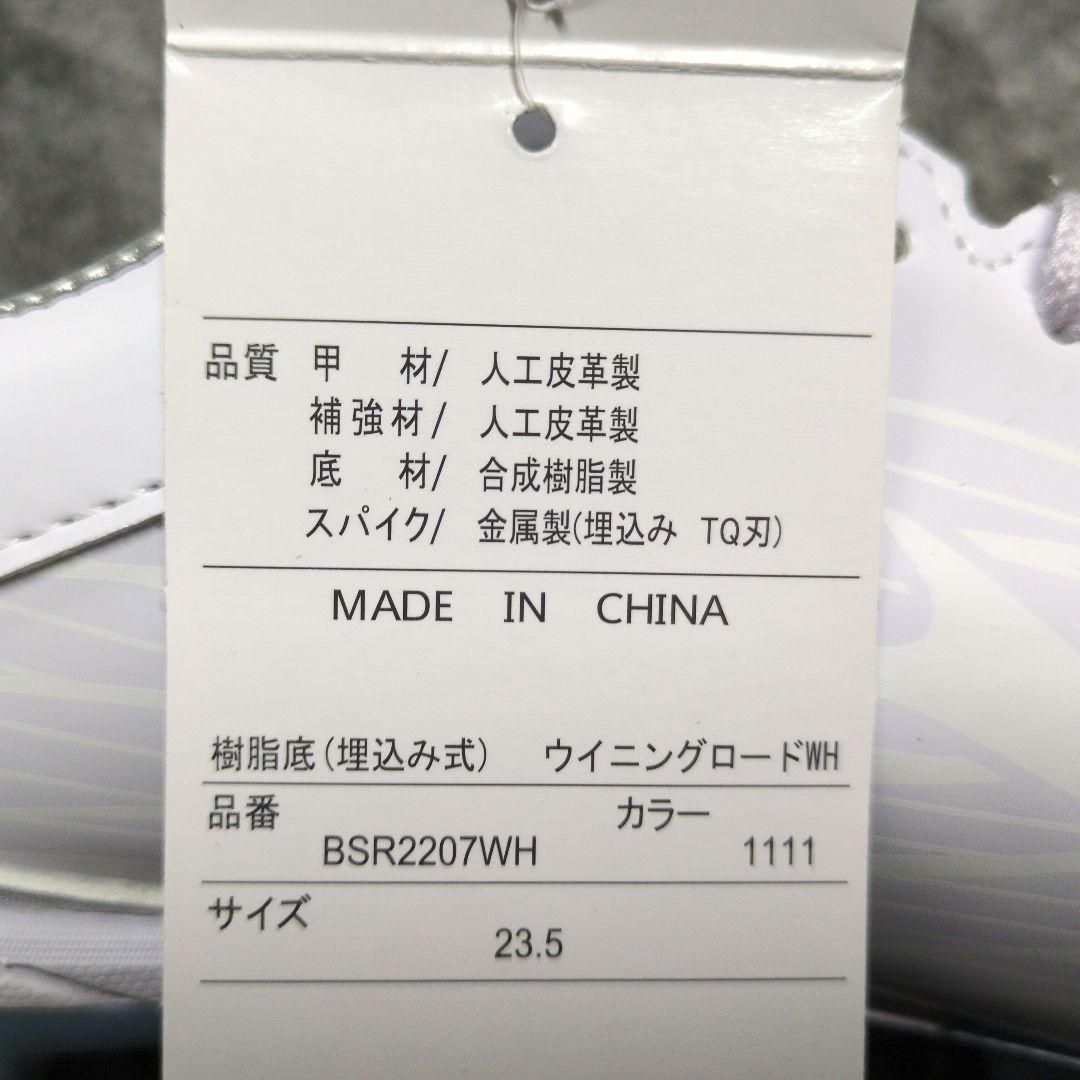 品質 甲 材/ 人工皮革製
補強材/ 人工皮革製
底 材/ 合成樹脂製
スパイク/ 金属製(埋込み TQ刃)
MADE IN CHINA
樹脂底(埋込み式) ウイニングロードWH
品番 カラー
BSR2207WH 1111
サイズ
23.5